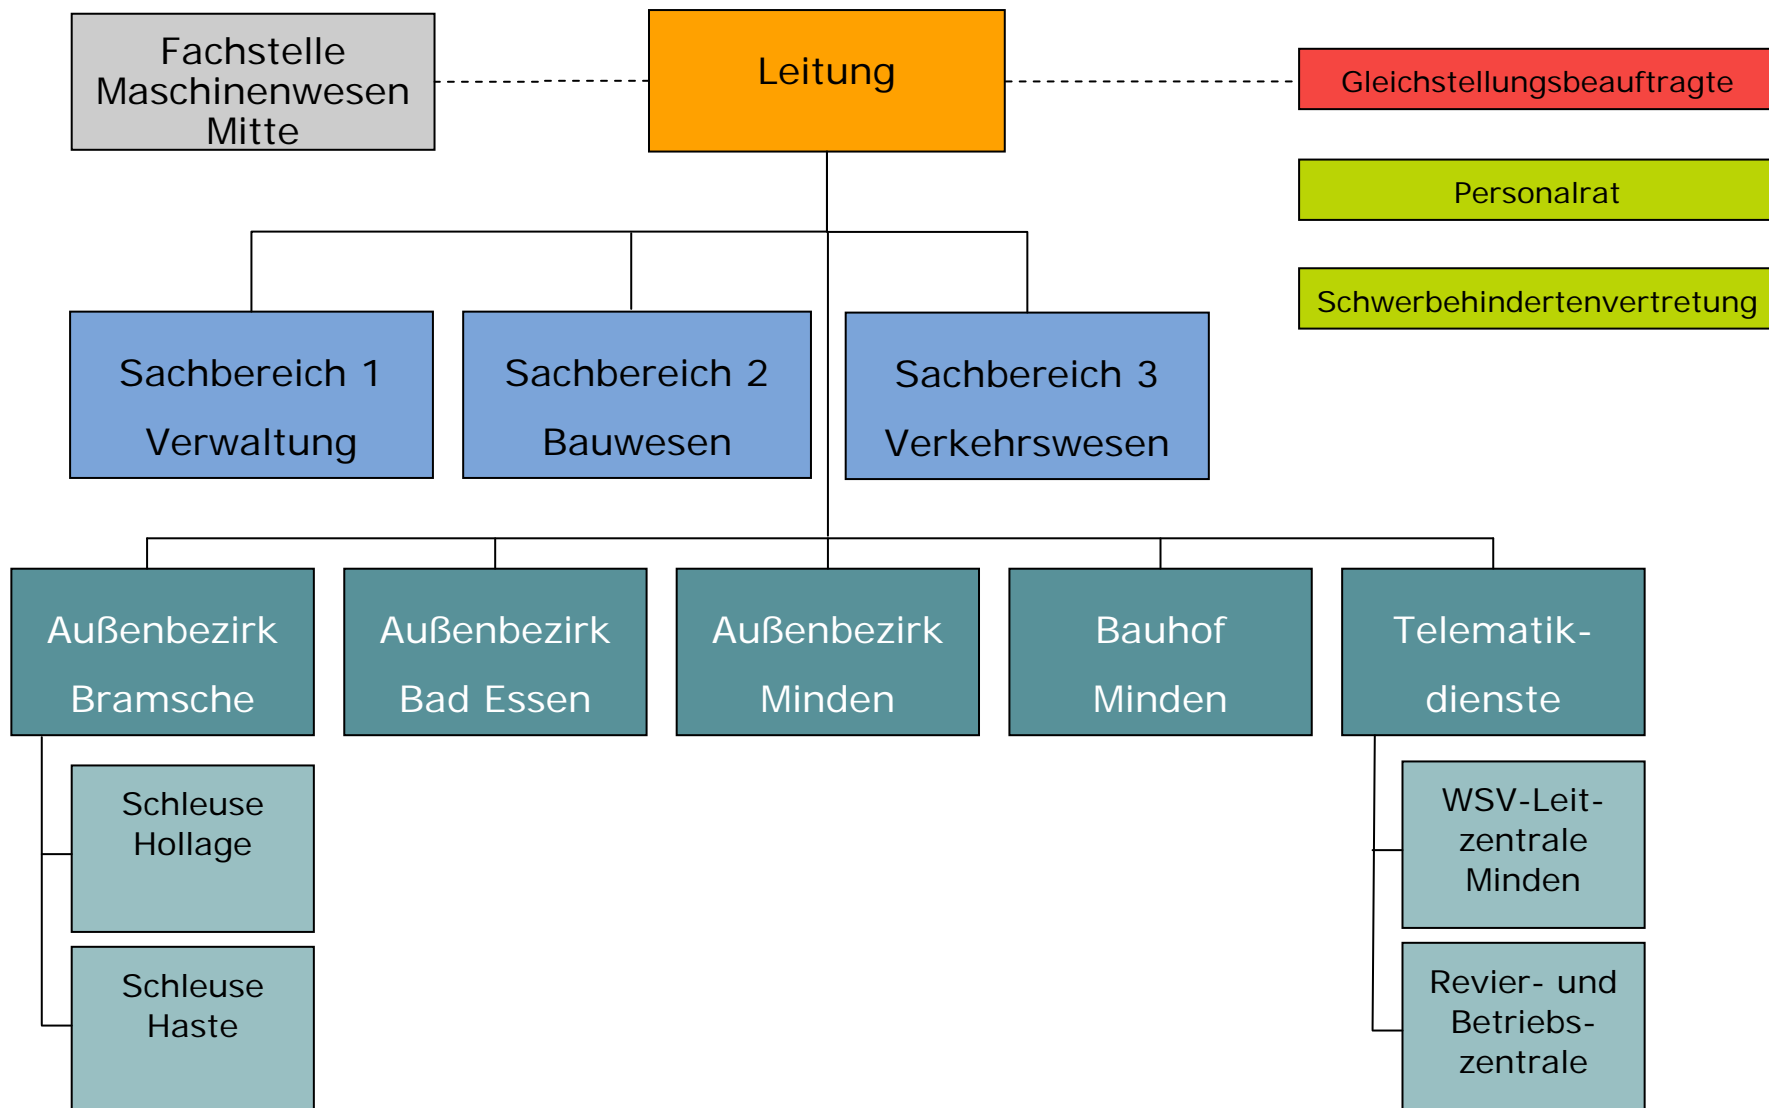 Fachstelle
Maschinenwesen
Mitte
Leitung
Gleichstellungsbeauftragte
Personalrat
Schwerbehindertenvertretung
Sachbereich 1
Verwaltung
Sachbereich 2
Bauwesen
Sachbereich 3
Verkehrswesen
Außenbezirk
Bramsche
Außenbezirk
Bad Essen
Außenbezirk
Minden
Bauhof
Minden
Telematik-
dienste
Schleuse
Hollage
Schleuse
Haste
WSV-Leit-
zentrale
Minden
Revier- und
Betriebs-
zentrale